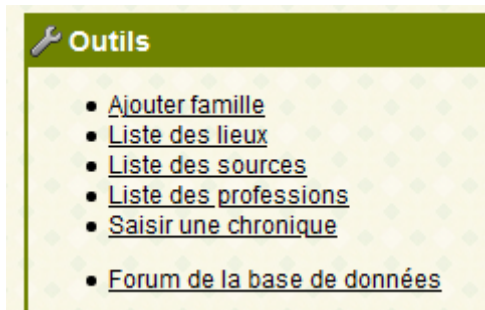 Outils
Ajouter famille
Liste des lieux
Liste des sources
Liste des professions
Saisir une chronique
Forum de la base de données